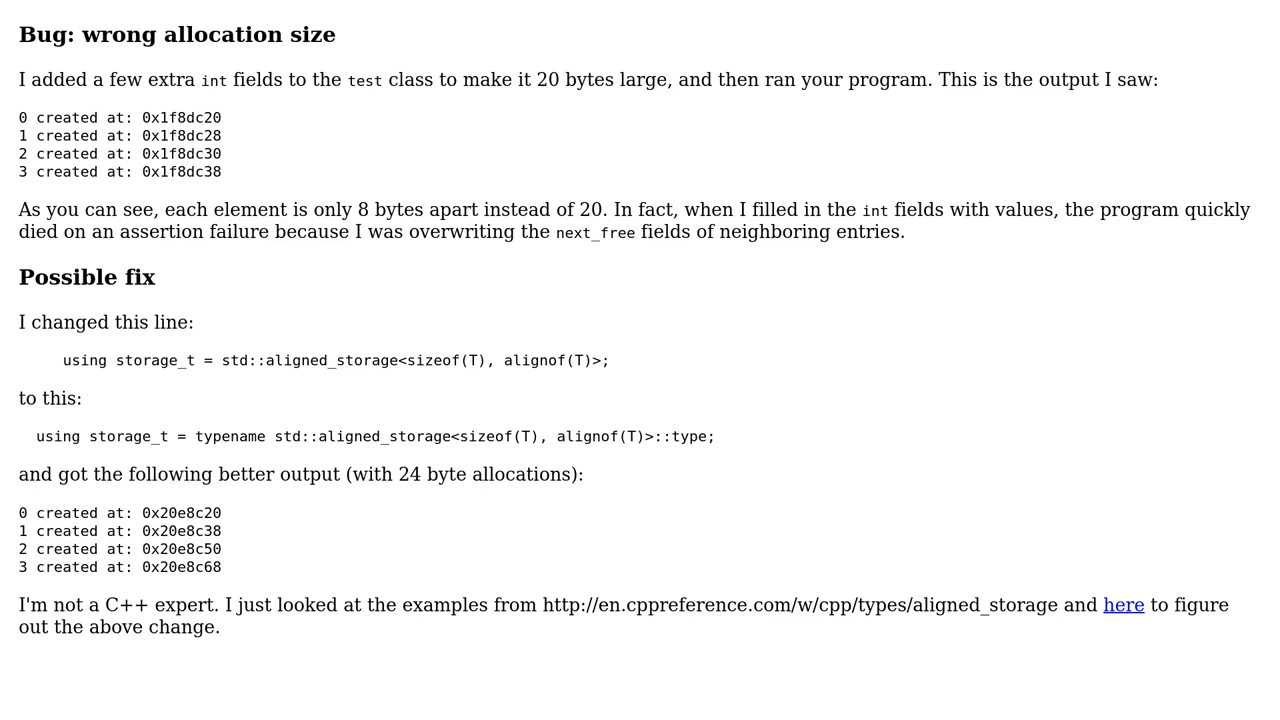 Bug: wrong allocation size
I added a few extra int fields to the test class to make it 20 bytes large, and then ran your program. This is the output I saw:
0 created at: 0x1f8dc20
1 created at: 0x1f8dc28
2 created at: 0x1f8dc30
3 created at: 0x1f8dc38
As you can see, each element is only 8 bytes apart instead of 20. In fact, when I filled in the int fields with values, the program quickly
died on an assertion failure because I was overwriting the next_free fields of neighboring entries.
Possible fix
I changed this line:
using storage_t = std::aligned_storage<sizeof(T), alignof(T)>;
to this:
using storage_t = typename std::aligned_storage<sizeof(T), alignof(T)>::type;
and got the following better output (with 24 byte allocations):
0 created at: 0x20e8c20
1 created at: 0x20e8c38
2 created at: 0x20e8c50
3 created at: 0x20e8c68
I'm not a C++ expert. I just looked at the examples from http://en.cppreference.com/w/cpp/types/aligned_storage and here to figure
out the above change.